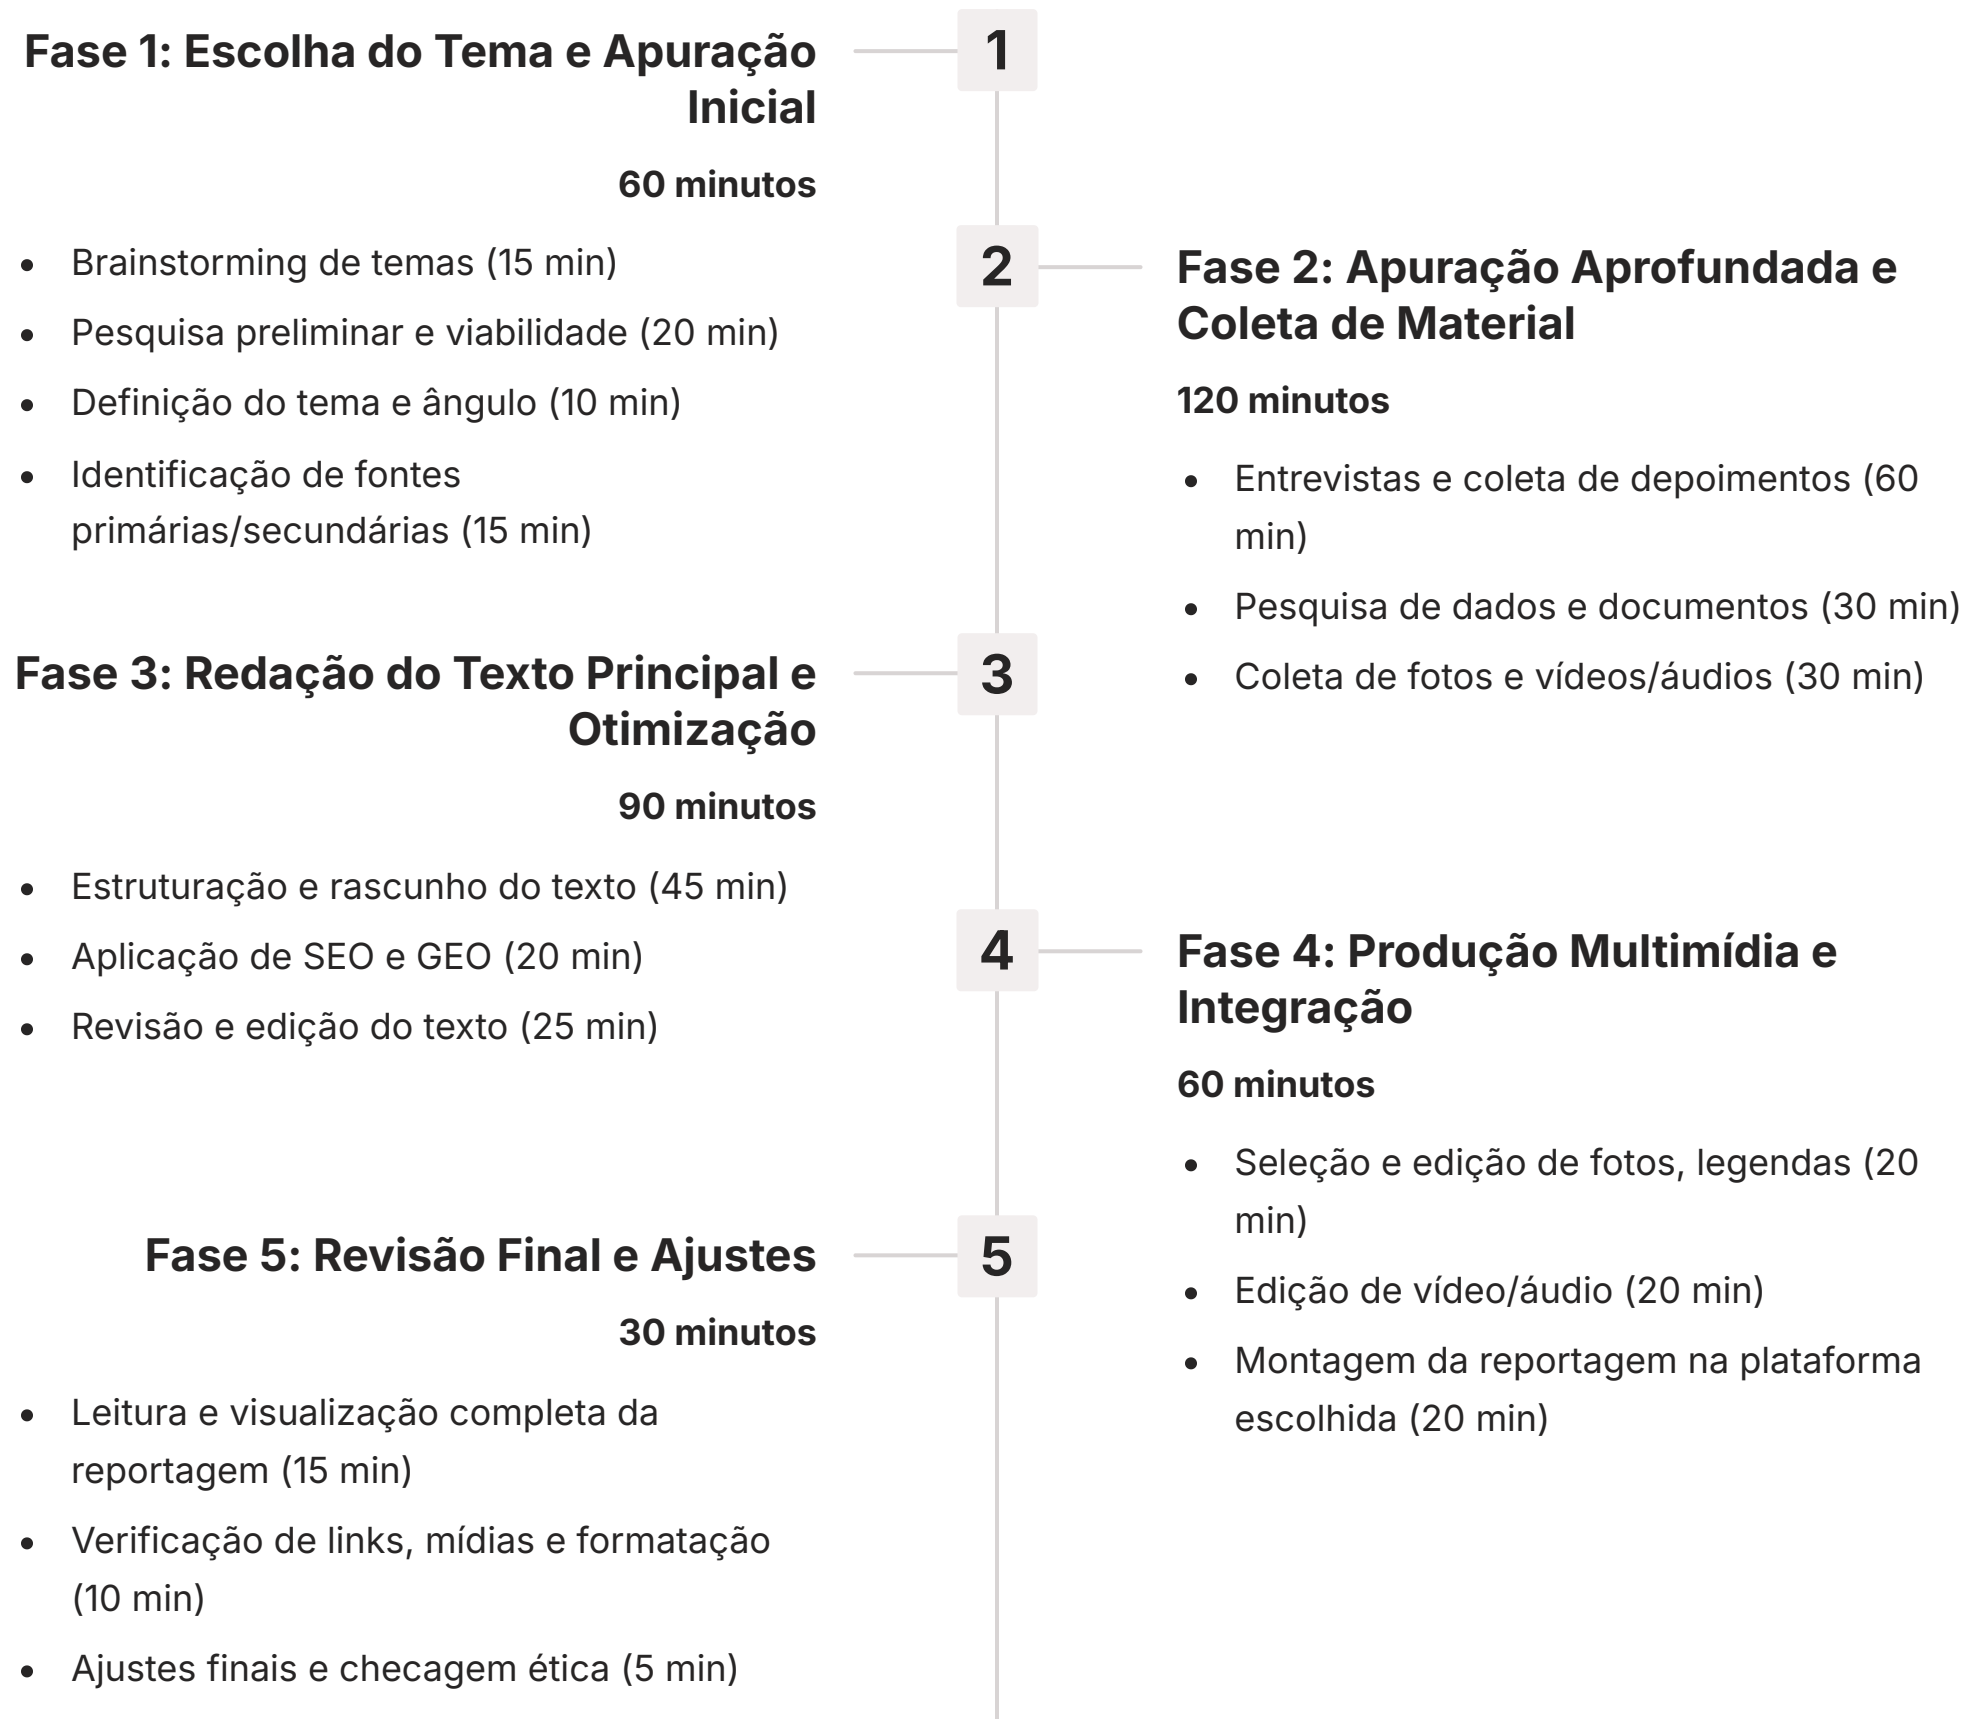 Fase 1: Escolha do Tema e Apuração
Inicial
60 minutos
• Brainstorming de temas (15 min)
• Pesquisa preliminar e viabilidade (20 min)
• Definição do tema e ângulo (10 min)
• Identificação de fontes
primárias/secundárias (15 min)
1
2
Fase 2: Apuração Aprofundada e
Coleta de Material
120 minutos
• Entrevistas e coleta de depoimentos (60
min)
• Pesquisa de dados e documentos (30 min)
• Coleta de fotos e vídeos/áudios (30 min)
Fase 3: Redação do Texto Principal e
Otimização
90 minutos
• Estruturação e rascunho do texto (45 min)
• Aplicação de SEO e GEO (20 min)
• Revisão e edição do texto (25 min)
3
4
Fase 4: Produção Multimídia e
Integração
60 minutos
• Seleção e edição de fotos, legendas (20
min)
• Edição de vídeo/áudio (20 min)
• Montagem da reportagem na plataforma
escolhida (20 min)
Fase 5: Revisão Final e Ajustes
30 minutos
• Leitura e visualização completa da
reportagem (15 min)
• Verificação de links, mídias e formatação
(10 min)
• Ajustes finais e checagem ética (5 min)
5